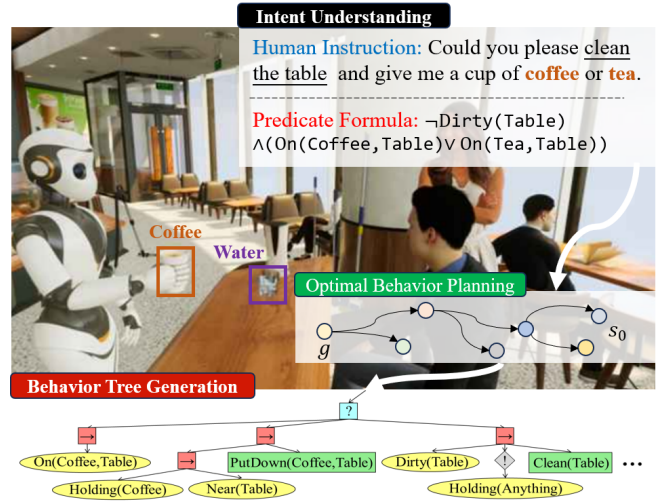 Intent Understanding
Human Instruction: Could you please clean
the table and give me a cup of coffee or tea.
Predicate Formula: ¬Dirty(Table)
∧(On(Coffee,Table)∨ On(Tea,Table))
Coffee
Water
Optimal Behavior Planning
g
s₀
Behavior Tree Generation
?
→ → →
On(Coffee,Table) → PutDown(Coffee,Table) Dirty(Table) ! Clean(Table) ...
Holding(Coffee) Near(Table) Holding(Anything)